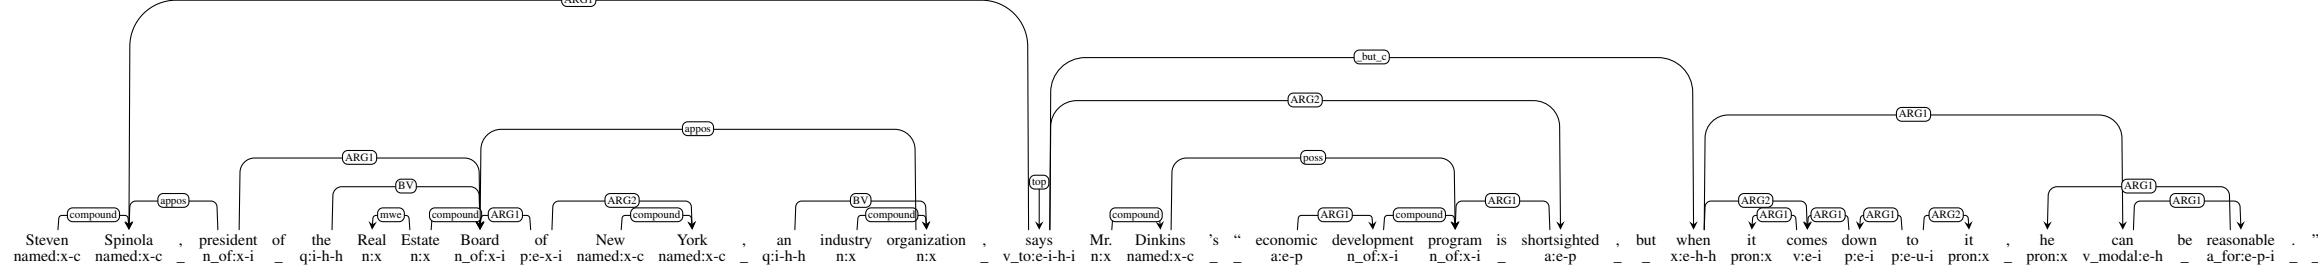 ARG1
_but_c
ARG2
ARG1
appos
ARG1 poss
BV top ARG1
appos ARG2 BV ARG1 ARG2 ARG1
compound mwe compound ARG1 compound compound compound ARG1 compound ARG1 ARG1 ARG1 ARG2
Steven Spinola , president of the Real Estate Board of New York , an industry organization , says Mr. Dinkins 's “ economic development program is shortsighted , but when it comes down to it , he can be reasonable . ”
named:x-c named:x-c _ n_of:x-i _ q:i-h-h n:x n:x n_of:x-i p:e-x-i named:x-c named:x-c _ q:i-h-h n:x n:x _ v_to:e-i-h-i n:x named:x-c _ _ a:e-p n_of:x-i n_of:x-i _ a:e-p _ _ x:e-h-h pron:x v:e-i p:e-i p:e-u-i pron:x _ pron:x v_modal:e-h _ a_for:e-p-i _ _